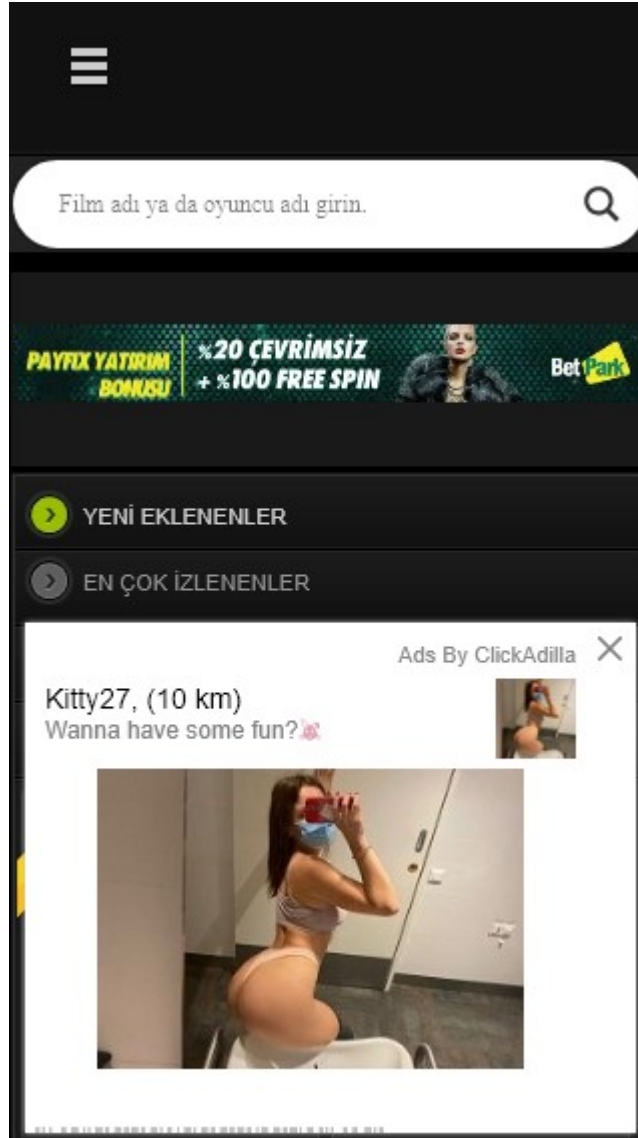 Film adı ya da oyuncu adı girin.
PAYFIX YATIRIM
BONUSU
%20 ÇEVRİMSİZ
+ %100 FREE SPIN
BetPark
YENİ EKLENENLER
EN ÇOK İZLENENLER
Ads By ClickAdilla
Kitty27, (10 km)
Wanna have some fun?